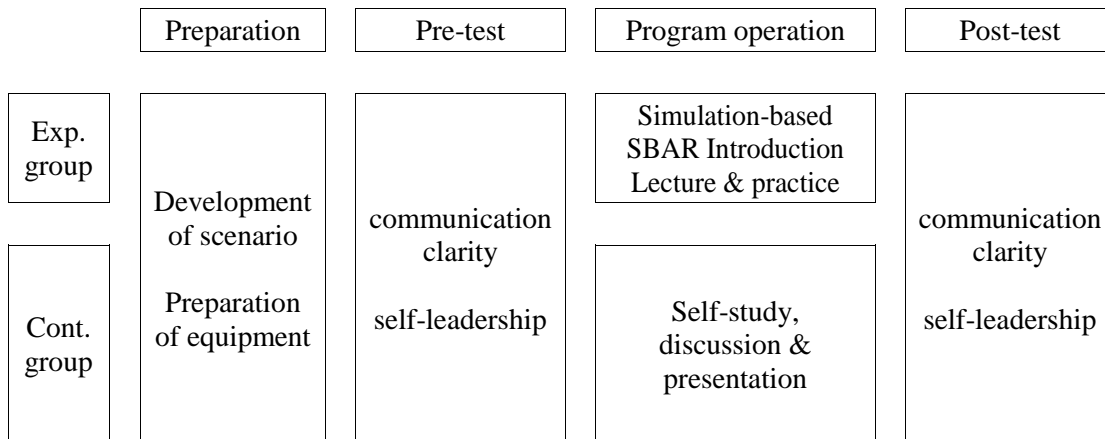 Preparation
Pre-test
Program operation
Post-test
Exp.
group
Cont.
group
Development
of scenario
Preparation
of equipment
communication
clarity
self-leadership
Simulation-based
SBAR Introduction
Lecture & practice
Self-study,
discussion &
presentation
communication
clarity
self-leadership